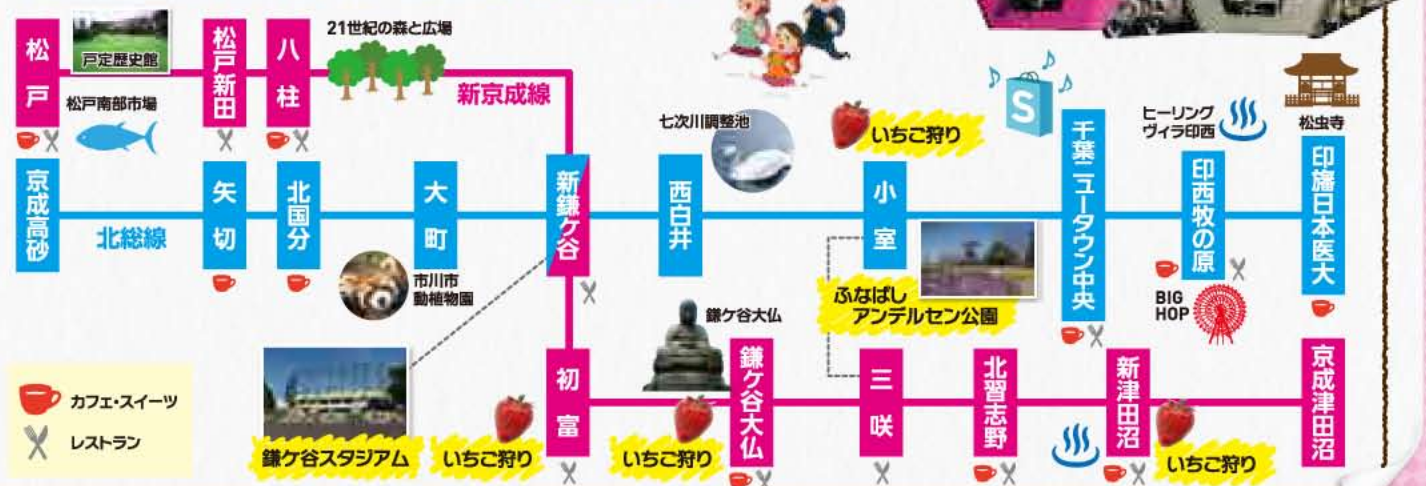 21世紀の森と広場
松戸
戸定歴史館
松戸新田
八柱
新京成線
松戸南部市場
七次川調整池
いちご狩り
S
ヒーリング
ヴィラ印西
松虫寺
京成高砂
北総線
矢切
北国分
大町
新鎌ケ谷
西白井
小室
千葉ニュータウン中央
印西牧の原
印旛日本医大
市川市
動植物園
BIG
HOP
ふなばし
アンデルセン公園
鎌ケ谷大仏
初富
鎌ケ谷大仏
三咲
北習志野
新津田沼
京成津田沼
カフェ・スイーツ
レストラン
鎌ケ谷スタジアム
いちご狩り
いちご狩り
いちご狩り